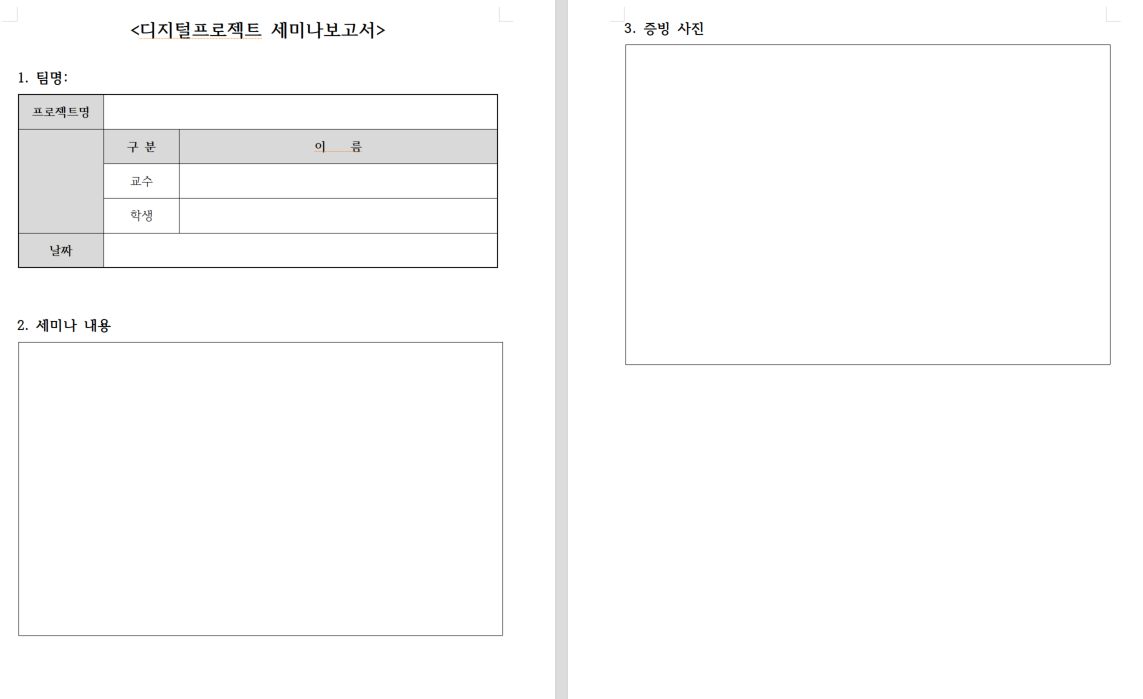 <디지털프로젝트 세미나보고서>
1. 팀명:
프로젝트명
구 분 이 름
교수
학생
날짜
2. 세미나 내용
3. 증빙 사진